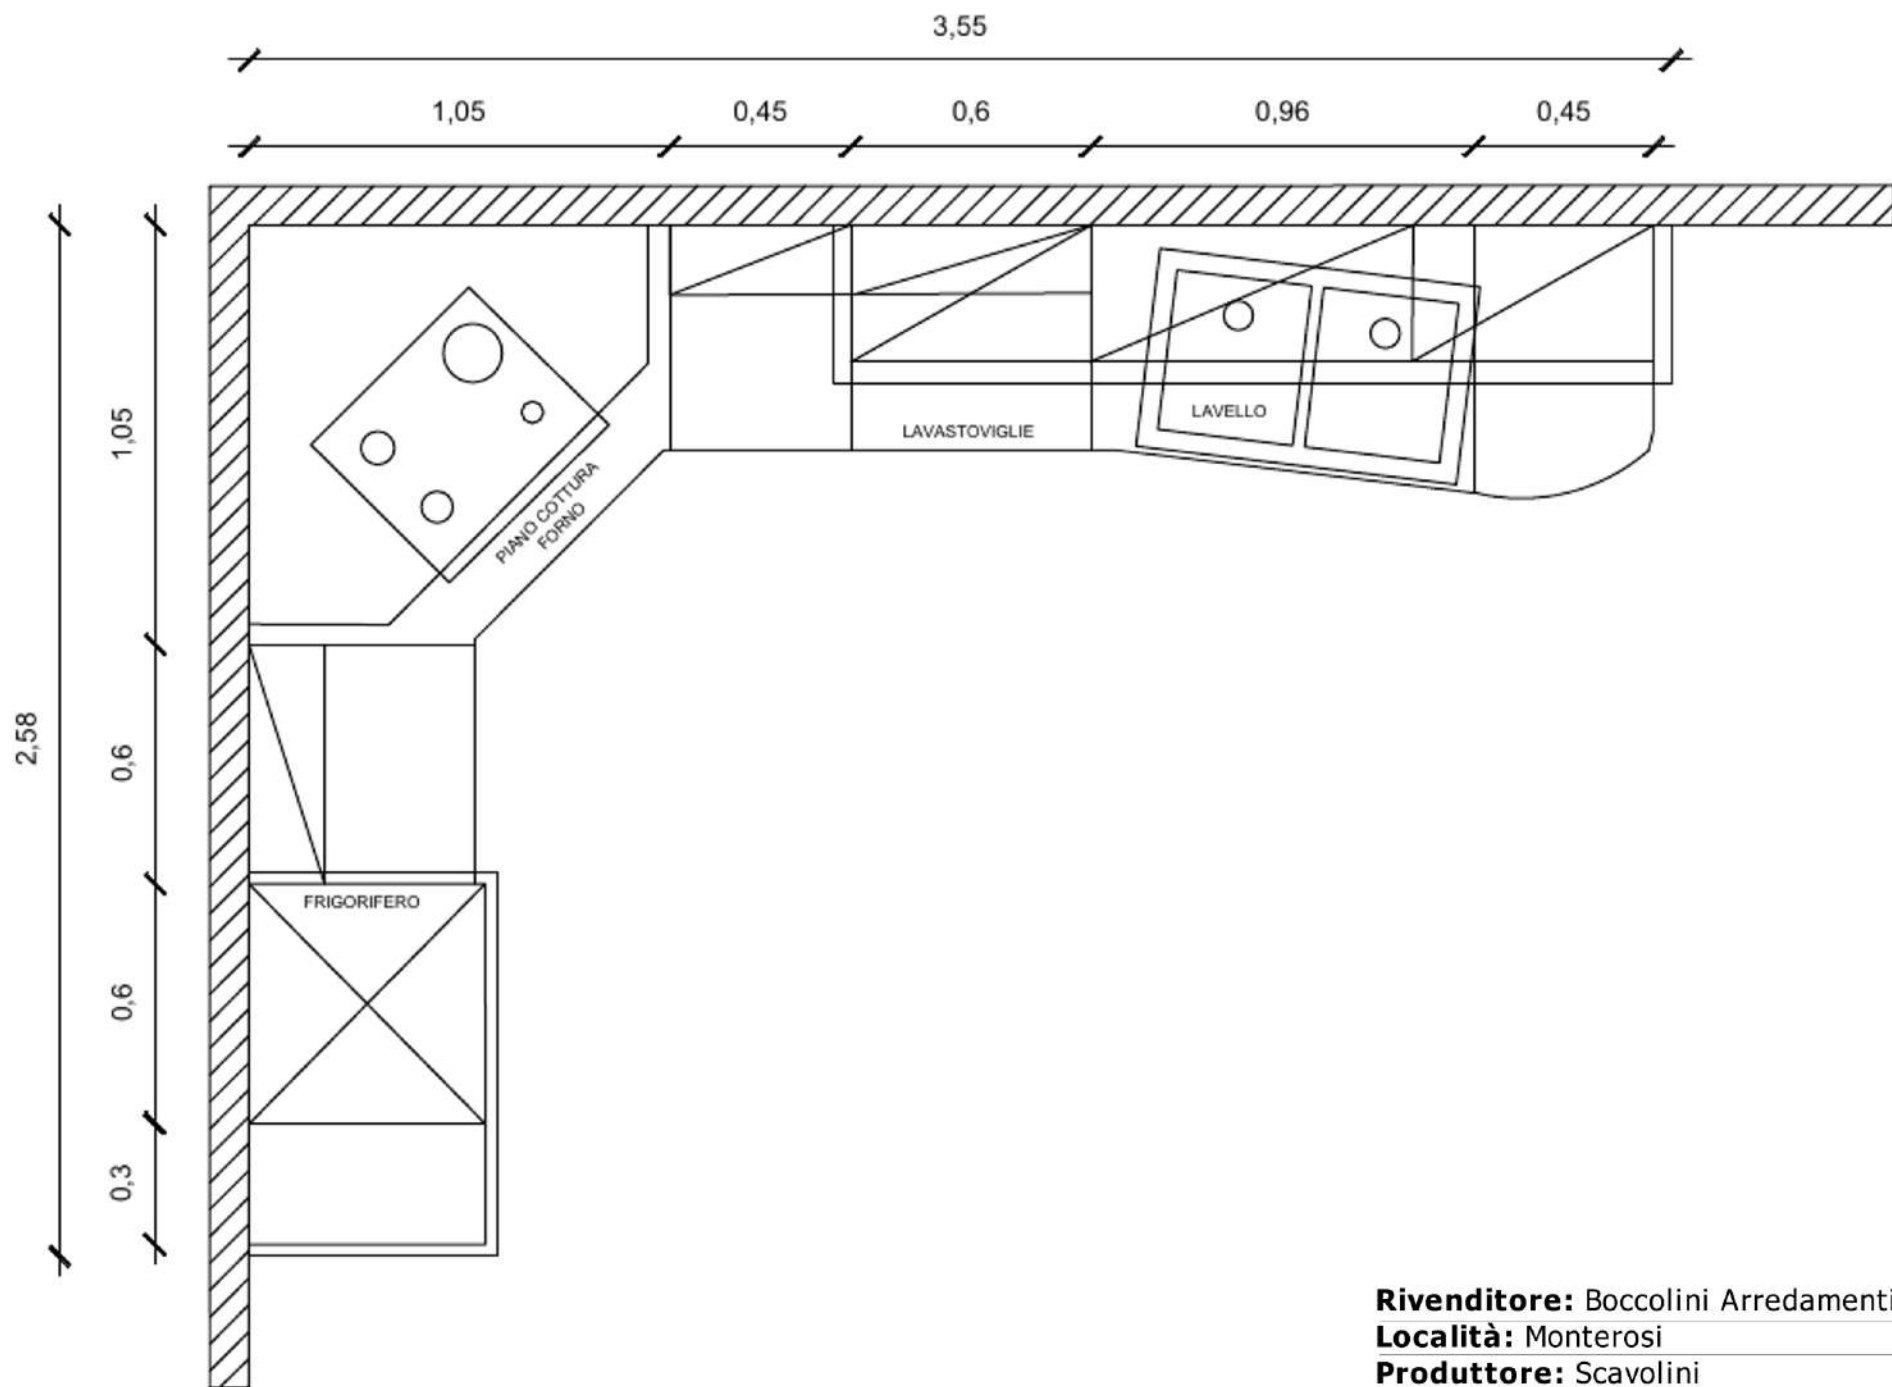 3,55
1,05
0,45
0,6
0,96
0,45
2,58
1,05
0,6
0,6
0,3
LAVELLO
LAVASTOVIGLIE
PIANO COTTURA
FORNO
FRIGORIFERO
Rivenditore: Boccolini Arredamenti
Località: Monterosi
Produttore: Scavolini